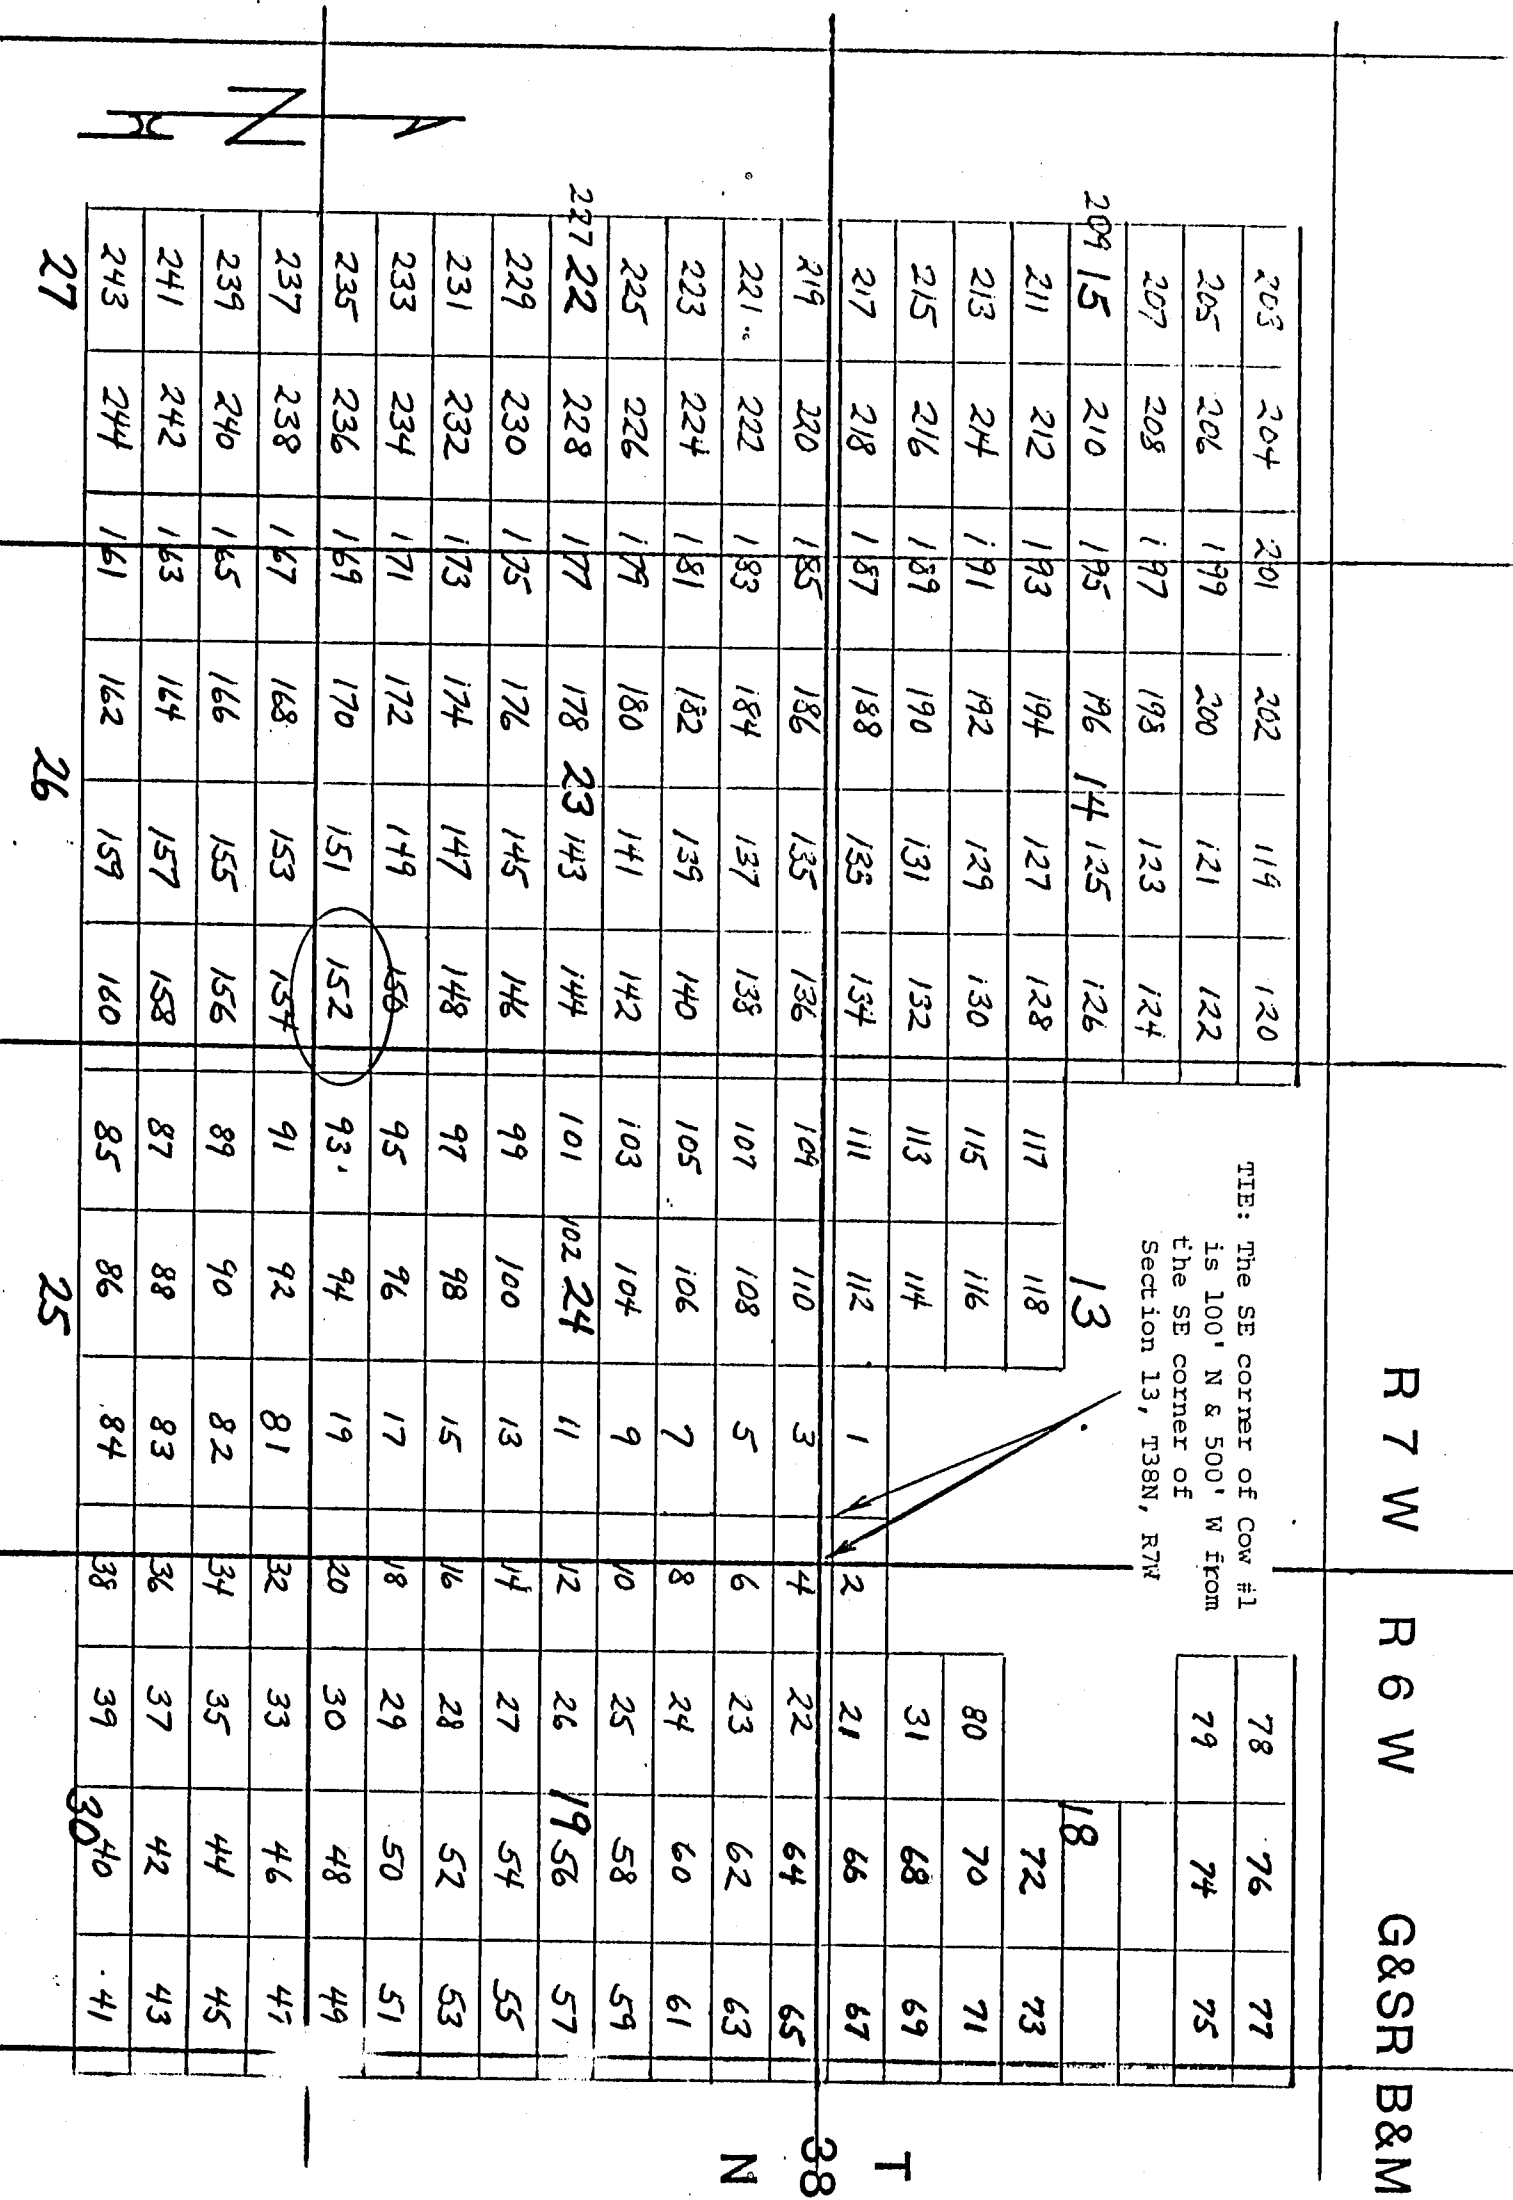 R 7 W R 6 W G&SR B&M
TIE: The SE corner of Cow #1
is 100' N & 500' W from
the SE corner of
Section 13, T38N, R7W
203 204 201 202 119 120 78 76 77
205 206 199 200 121 122 79 74 75
207 208 197 198 123 124
209 15 210 195 196 14 125 126 13 18
211 212 193 194 127 128 117 118 72 73
213 214 191 192 129 130 115 116 80 70 71
215 216 189 190 131 132 113 114 31 68 69
217 218 187 188 133 134 111 112 1 2 21 66 67
T
38
N
219 220 185 186 135 136 109 110 3 4 22 64 65
221 222 183 184 137 138 107 108 5 6 23 62 63
223 224 181 182 139 140 105 106 7 8 24 60 61
225 226 179 180 141 142 103 104 9 10 25 58 59
227 22 228 177 178 23 143 144 101 102 24 11 12 26 19 56 57
229 230 175 176 145 146 99 100 13 14 27 54 55
231 232 173 174 147 148 97 98 15 16 28 52 53
233 234 171 172 149 150 95 96 17 18 29 50 51
235 236 169 170 151 152 93 94 19 20 30 48 49
237 238 167 168 153 154 91 92 81 32 33 46 47
239 240 165 166 155 156 89 90 82 34 35 44 45
241 242 163 164 157 158 87 88 83 36 37 42 43
243 244 161 162 159 160 85 86 84 38 39 30 40 41
27 26 25
N